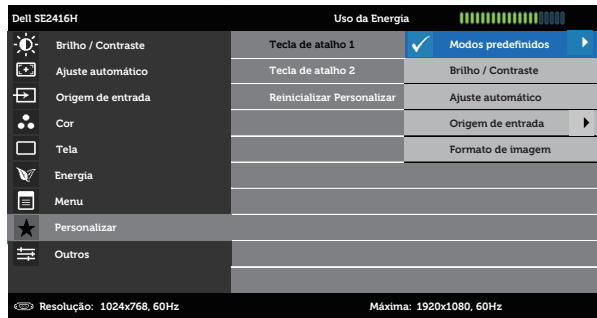 Dell SE2416H Uso da Energia
Brilho / Contraste Tecla de atalho 1 Modos predefinidos
Ajuste automático Tecla de atalho 2 Brilho / Contraste
Origem de entrada Reinicializar Personalizar Ajuste automático
Cor Origem de entrada
Tela Formato de imagem
Energia
Menu
Personalizar
Outros
Resolução: 1024x768, 60Hz Máxima: 1920x1080, 60Hz